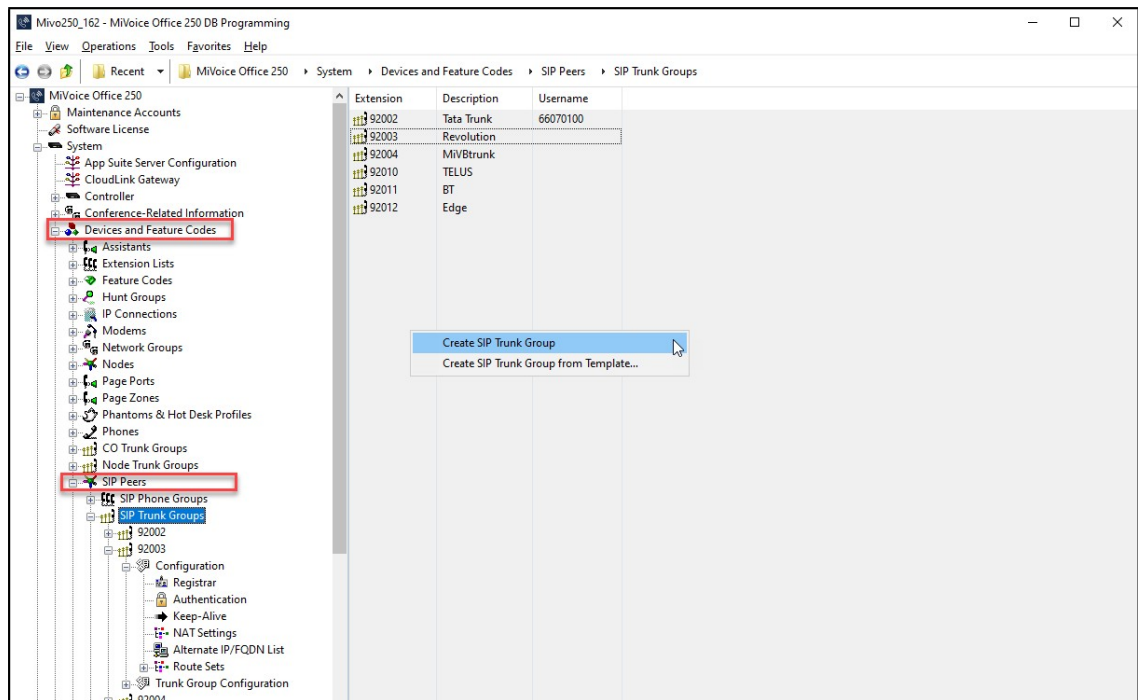 Mivo250_162 - MiVoice Office 250 DB Programming
File View Operations Tools Favorites Help
Recent MiVoice Office 250 System Devices and Feature Codes SIP Peers SIP Trunk Groups
MiVoice Office 250
Maintenance Accounts
Software License
System
App Suite Server Configuration
CloudLink Gateway
Controller
Conference-Related Information
Devices and Feature Codes
Assistants
Extension Lists
Feature Codes
Hunt Groups
IP Connections
Modems
Network Groups
Nodes
Page Ports
Page Zones
Phantoms & Hot Desk Profiles
Phones
CO Trunk Groups
Node Trunk Groups
SIP Peers
SIP Phone Groups
SIP Trunk Groups
92002
92003
Configuration
Registrar
Authentication
Keep-Alive
NAT Settings
Alternate IP/FQDN List
Route Sets
Trunk Group Configuration
92004
Extension Description Username
92002 Tata Trunk 66070100
92003 Revolution
92004 MiVBtrunk
92010 TELUS
92011 BT
92012 Edge
Create SIP Trunk Group
Create SIP Trunk Group from Template...